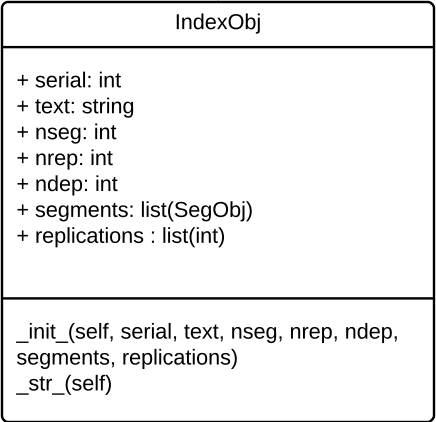 IndexObj
+ serial: int
+ text: string
+ nseg: int
+ nrep: int
+ ndep: int
+ segments: list(SegObj)
+ replications : list(int)
_init_(self, serial, text, nseg, nrep, ndep,
segments, replications)
_str_(self)